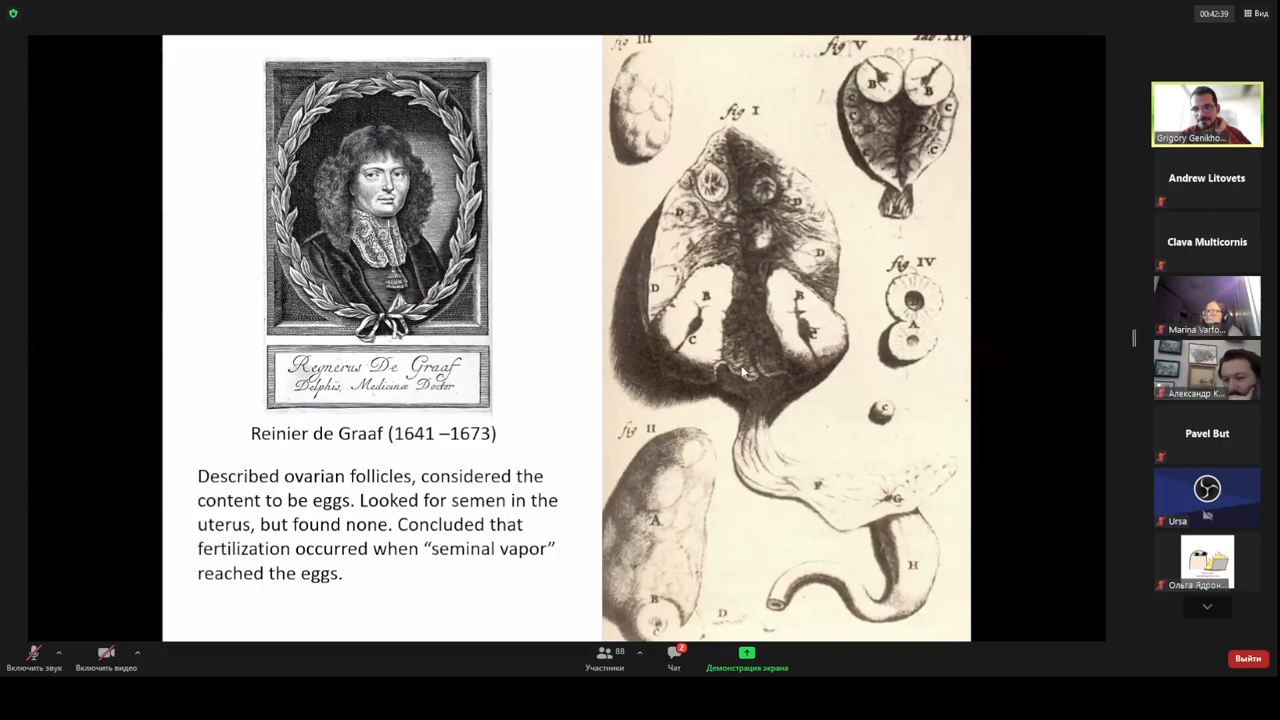 00:42:39
Вид
Regnerus De Graaf
Delphis, Medicinæ Doctor
Reinier de Graaf (1641 –1673)
Described ovarian follicles, considered the
content to be eggs. Looked for semen in the
uterus, but found none. Concluded that
fertilization occurred when “seminal vapor”
reached the eggs.
fig III
fig V
Tab. XIV
B
B
C
C
D
C
C
fig I
D
D
D
D
B
B
C
C
fig IV
A
C
fig II
A
B
C
D
F
G
H
Grigory Genikho...
Andrew Litovets
Clava Multicornis
Marina Varfo...
Александр К...
Pavel But
Ursa
Ольга Ядрон...
Включить звук
Включить видео
88
Участники
2
Чат
Демонстрация экрана
Выйти